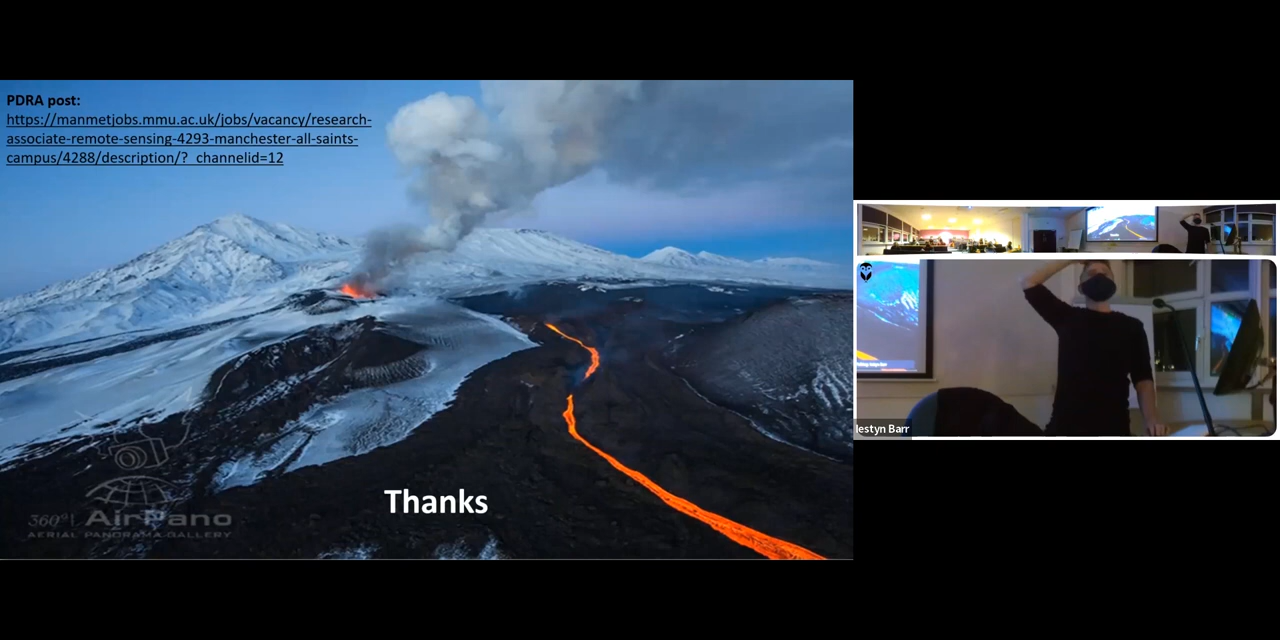 PDRA post:
https://manmetjobs.mmu.ac.uk/jobs/vacancy/research-
associate-remote-sensing-4293-manchester-all-saints-
campus/4288/description/?_channelid=12
Thanks
360°| AirPano
AERIAL PANORAMA GALLERY
Iestyn Barr